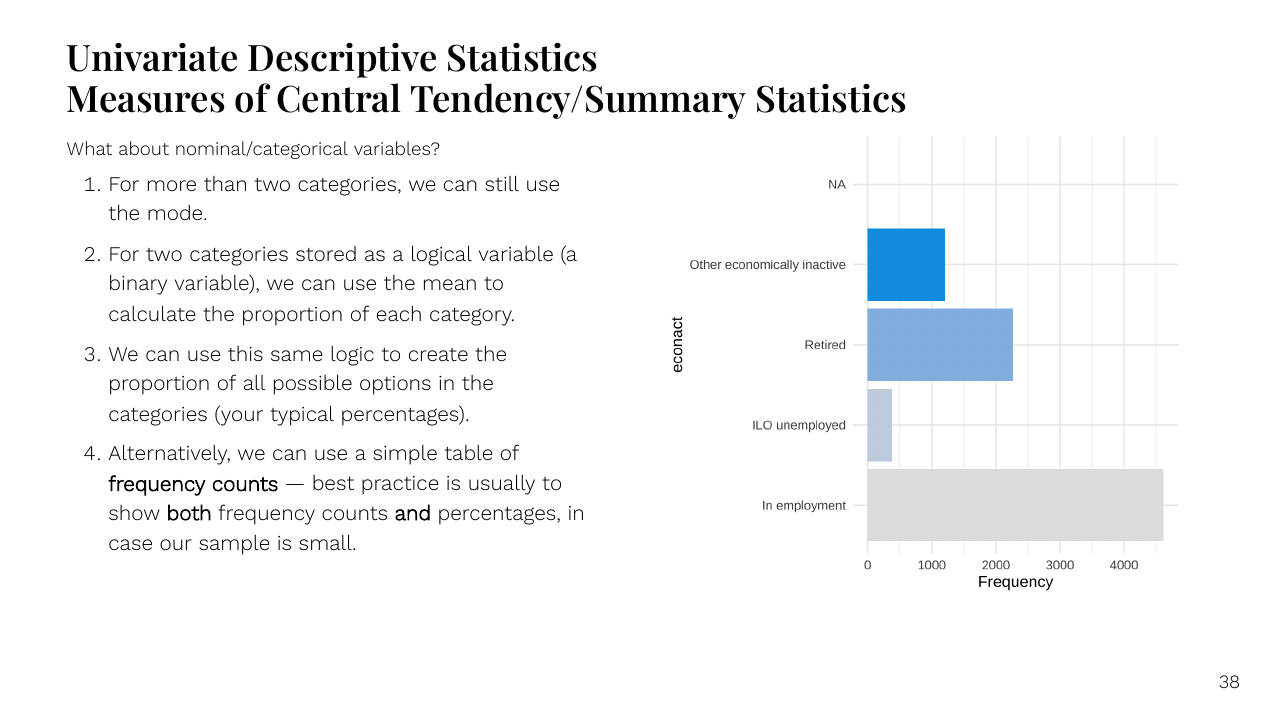 Univariate Descriptive Statistics
Measures of Central Tendency/Summary Statistics
What about nominal/categorical variables?
1. For more than two categories, we can still use
the mode.
2. For two categories stored as a logical variable (a
binary variable), we can use the mean to
calculate the proportion of each category.
3. We can use this same logic to create the
proportion of all possible options in the
categories (your typical percentages).
4. Alternatively, we can use a simple table of
frequency counts — best practice is usually to
show both frequency counts and percentages, in
case our sample is small.
econact
NA
Other economically inactive
Retired
ILO unemployed
In employment
0 1000 2000 3000 4000
Frequency
38